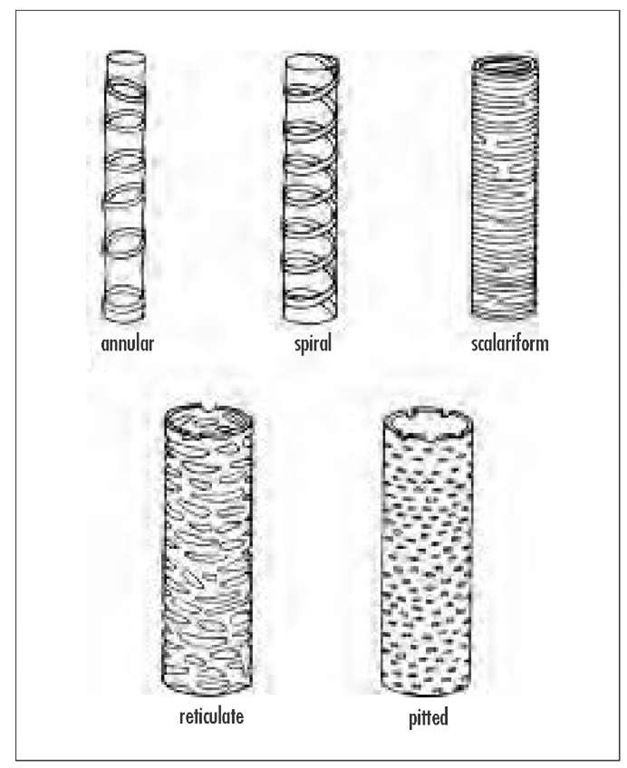 annular
spiral
scalariform
reticulate
pitted